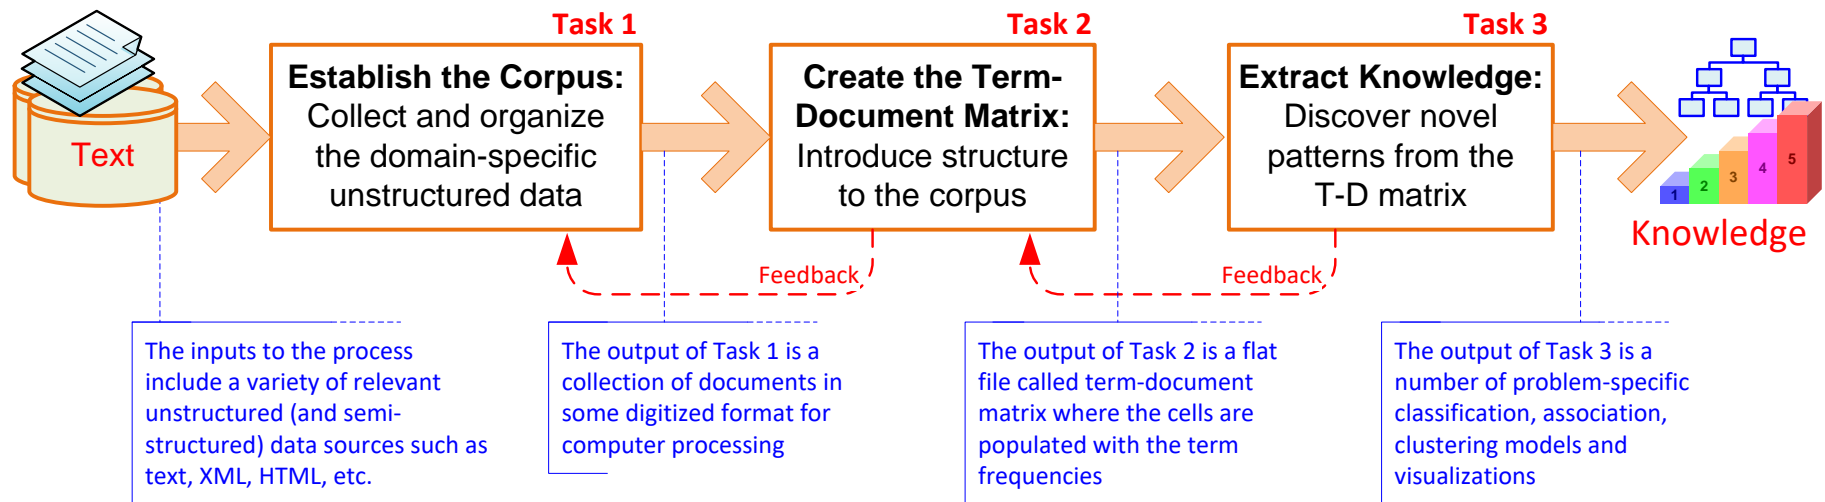 Task 1
Task 2
Task 3
Text
Establish the Corpus:
Collect and organize
the domain-specific
unstructured data
Create the Term-
Document Matrix:
Introduce structure
to the corpus
Extract Knowledge:
Discover novel
patterns from the
T-D matrix
1
2
3
4
5
Knowledge
Feedback
Feedback
The inputs to the process
include a variety of relevant
unstructured (and semi-
structured) data sources such as
text, XML, HTML, etc.
The output of Task 1 is a
collection of documents in
some digitized format for
computer processing
The output of Task 2 is a flat
file called term-document
matrix where the cells are
populated with the term
frequencies
The output of Task 3 is a
number of problem-specific
classification, association,
clustering models and
visualizations